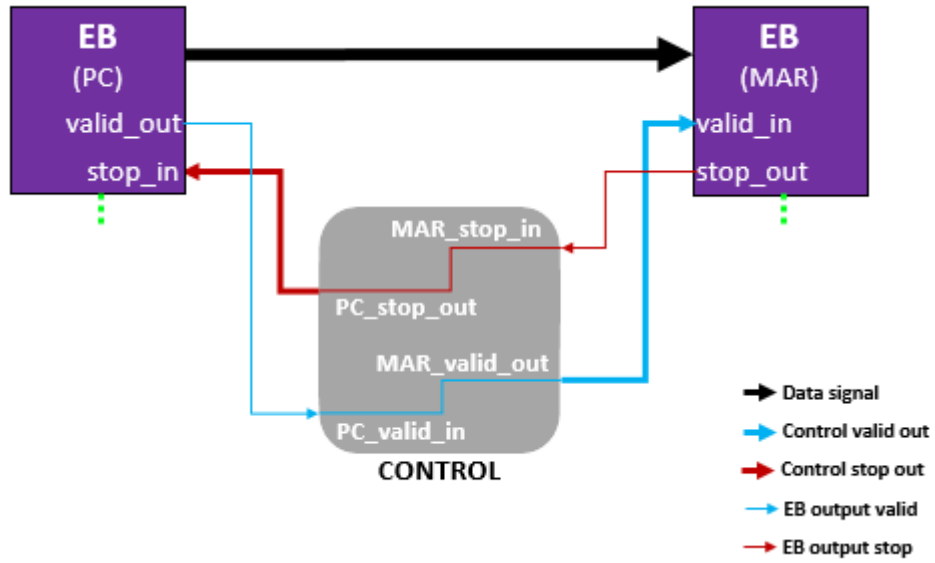 EB
(PC)
valid_out
stop_in
EB
(MAR)
valid_in
stop_out
MAR_stop_in
PC_stop_out
MAR_valid_out
PC_valid_in
CONTROL
Data signal
Control valid out
Control stop out
EB output valid
EB output stop